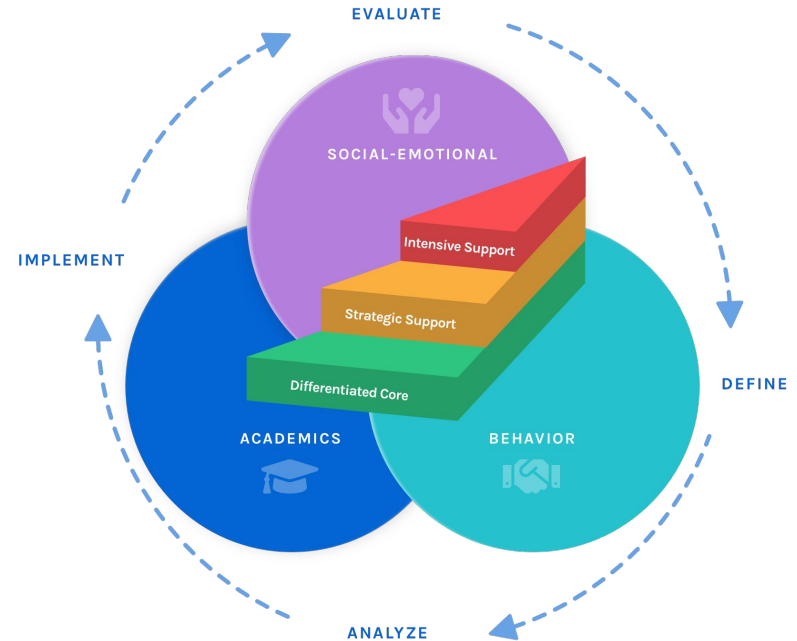 EVALUATE
SOCIAL-EMOTIONAL
Intensive Support
IMPLEMENT
Strategic Support
DEFINE
Differentiated Core
ACADEMICS
BEHAVIOR
ANALYZE